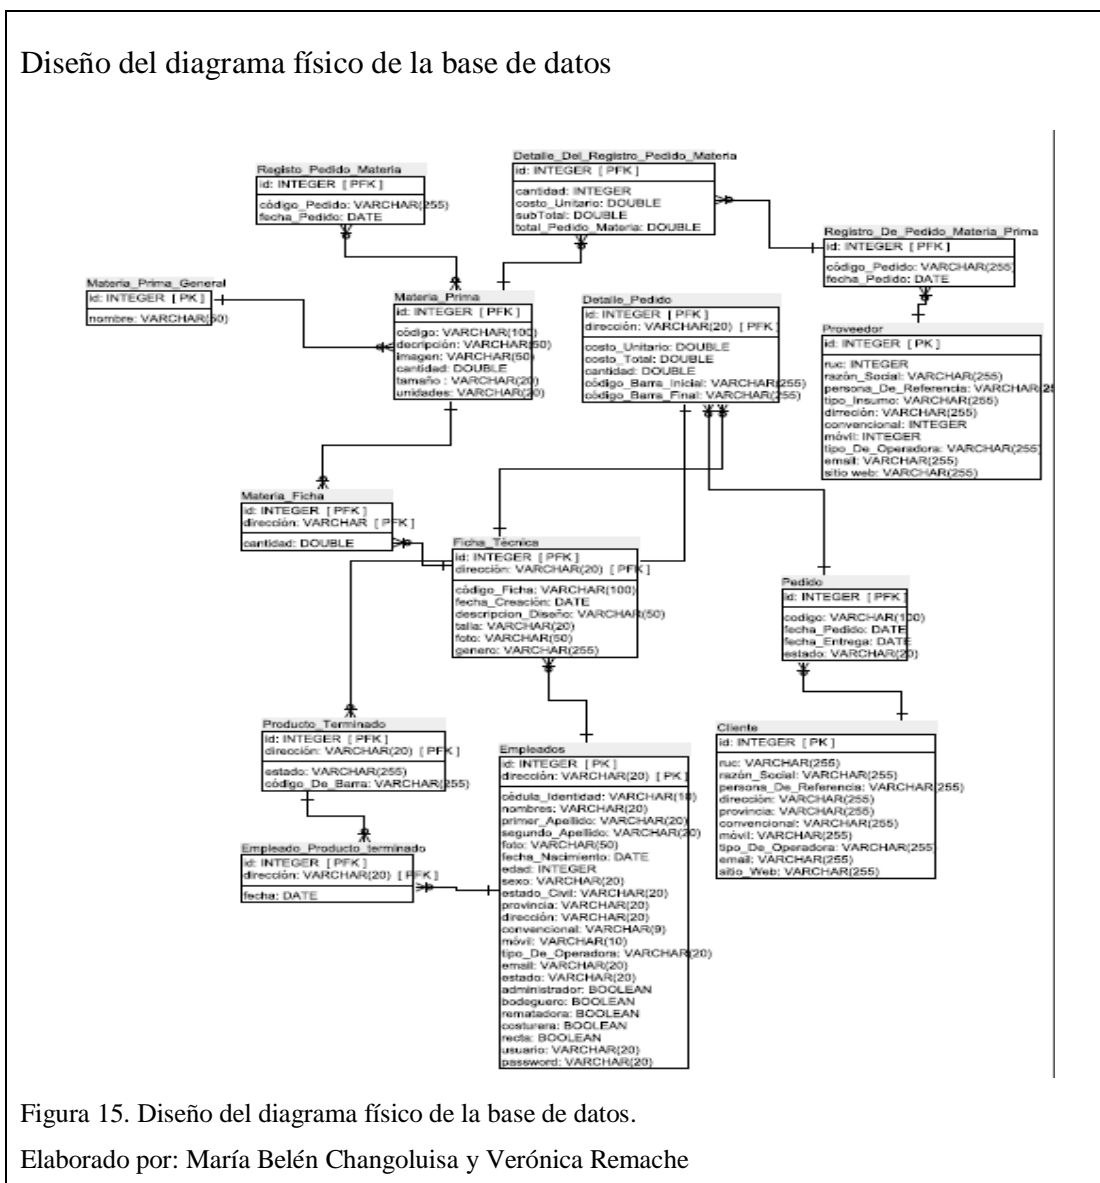 Diseño del diagrama físico de la base de datos
Registo_Pedido_Materia
id: INTEGER [ PFK ]
código_Pedido: VARCHAR(255)
fecha_Pedido: DATE
Detalle_Del_Registro_Pedido_Materia
id: INTEGER [ PFK ]
cantidad: INTEGER
costo_Unitario: DOUBLE
subTotal: DOUBLE
total_Pedido_Materia: DOUBLE
Registro_De_Pedido_Materia_Prima
id: INTEGER [ PFK ]
código_Pedido: VARCHAR(255)
fecha_Pedido: DATE
Materia_Prima_General
id: INTEGER [ PK ]
nombre: VARCHAR(50)
Materia_Prima
id: INTEGER [ PFK ]
código: VARCHAR(100)
decripción: VARCHAR(50)
imagen: VARCHAR(50)
cantidad: DOUBLE
tamaño : VARCHAR(20)
unidades: VARCHAR(20)
Detalle_Pedido
id: INTEGER [ PFK ]
dirección: VARCHAR(20) [ PFK ]
costo_Unitario: DOUBLE
costo_Total: DOUBLE
cantidad: DOUBLE
código_Barra_Inicial: VARCHAR(255)
código_Barra_Final: VARCHAR(255)
Proveedor
id: INTEGER [ PK ]
ruc: INTEGER
razón_Social: VARCHAR(255)
persona_De_Referencia: VARCHAR(25
tipo_Insumo: VARCHAR(255)
dirreción: VARCHAR(255)
convencional: INTEGER
móvil: INTEGER
tipo_De_Operadora: VARCHAR(255)
email: VARCHAR(255)
sitio web: VARCHAR(255)
Materia_Ficha
id: INTEGER [ PFK ]
dirección: VARCHAR [ PFK ]
cantidad: DOUBLE
Ficha_Técnica
id: INTEGER [ PFK ]
dirección: VARCHAR(20) [ PFK ]
código_Ficha: VARCHAR(100)
fecha_Creación: DATE
descripcion_Diseño: VARCHAR(50)
talla: VARCHAR(20)
foto: VARCHAR(50)
genero: VARCHAR(255)
Pedido
id: INTEGER [ PFK ]
codigo: VARCHAR(100)
fecha_Pedido: DATE
fecha_Entrega: DATE
estado: VARCHAR(20)
Producto_Terminado
id: INTEGER [ PFK ]
dirección: VARCHAR(20) [ PFK ]
estado: VARCHAR(255)
código_De_Barra: VARCHAR(255)
Empleados
id: INTEGER [ PK ]
dirección: VARCHAR(20) [ PK ]
cédula_Identidad: VARCHAR(10)
nombres: VARCHAR(20)
primer_Apellido: VARCHAR(20)
segundo_Apellido: VARCHAR(20)
foto: VARCHAR(50)
fecha_Nacimiento: DATE
edad: INTEGER
sexo: VARCHAR(20)
estado_Civil: VARCHAR(20)
provincia: VARCHAR(20)
dirección: VARCHAR(20)
convencional: VARCHAR(9)
móvil: VARCHAR(10)
tipo_De_Operadora: VARCHAR(20)
email: VARCHAR(20)
estado: VARCHAR(20)
administrador: BOOLEAN
bodeguero: BOOLEAN
rematadora: BOOLEAN
costurera: BOOLEAN
recta: BOOLEAN
usuario: VARCHAR(20)
password: VARCHAR(20)
Cliente
id: INTEGER [ PK ]
ruc: VARCHAR(255)
razón_Social: VARCHAR(255)
persona_De_Referencia: VARCHAR(255)
dirección: VARCHAR(255)
provincia: VARCHAR(255)
convencional: VARCHAR(255)
móvil: VARCHAR(255)
tipo_De_Operadora: VARCHAR(255)
email: VARCHAR(255)
sitio_Web: VARCHAR(255)
Empleado_Producto_terminado
id: INTEGER [ PFK ]
dirección: VARCHAR(20) [ PFK ]
fecha: DATE
Figura 15. Diseño del diagrama físico de la base de datos.
Elaborado por: María Belén Changoluisa y Verónica Remache